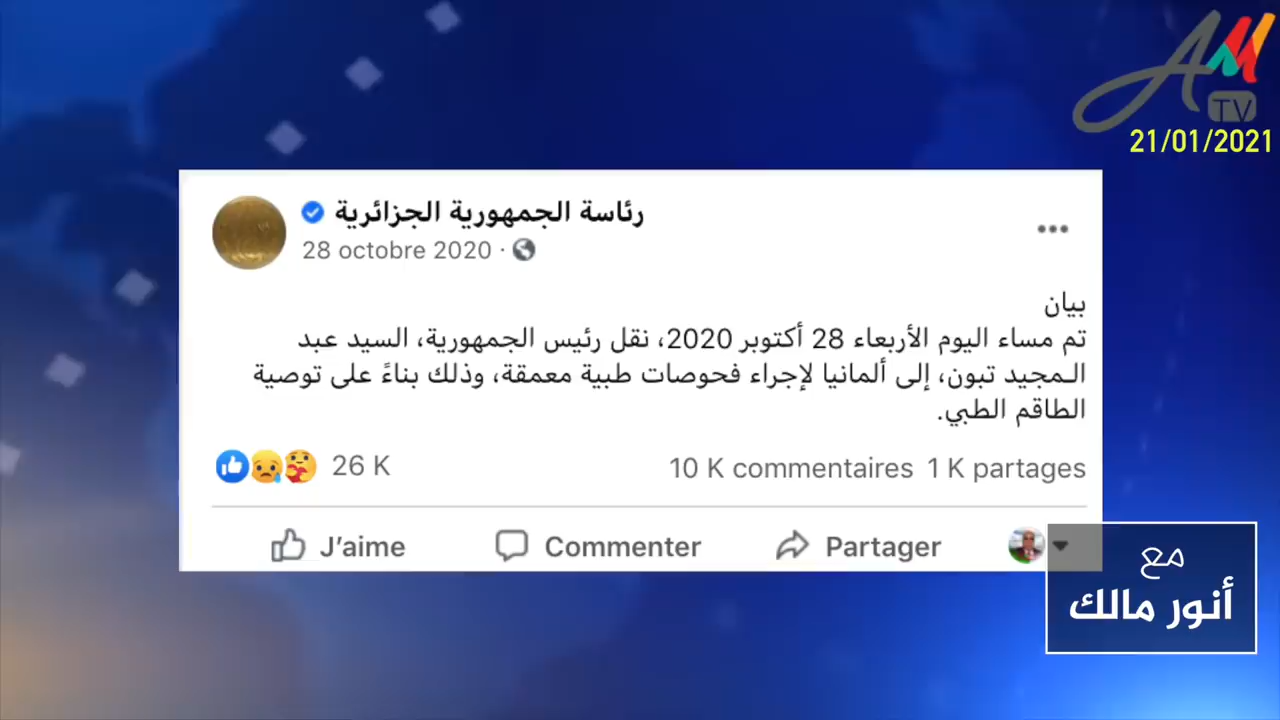 AM
TV
21/01/2021
رئاسة الجمهورية الجزائرية
28 octobre 2020 ·
بيان
تم مساء اليوم الأربعاء 28 أكتوبر 2020، نقل رئيس الجمهورية، السيد عبد
الـمجيد تبون، إلى ألمانيا لإجراء فحوصات طبية معمقة، وذلك بناءً على توصية
الطاقم الطبي.
26 K
10 K commentaires 1 K partages
J’aime Commenter Partager
مع
أنور مالك